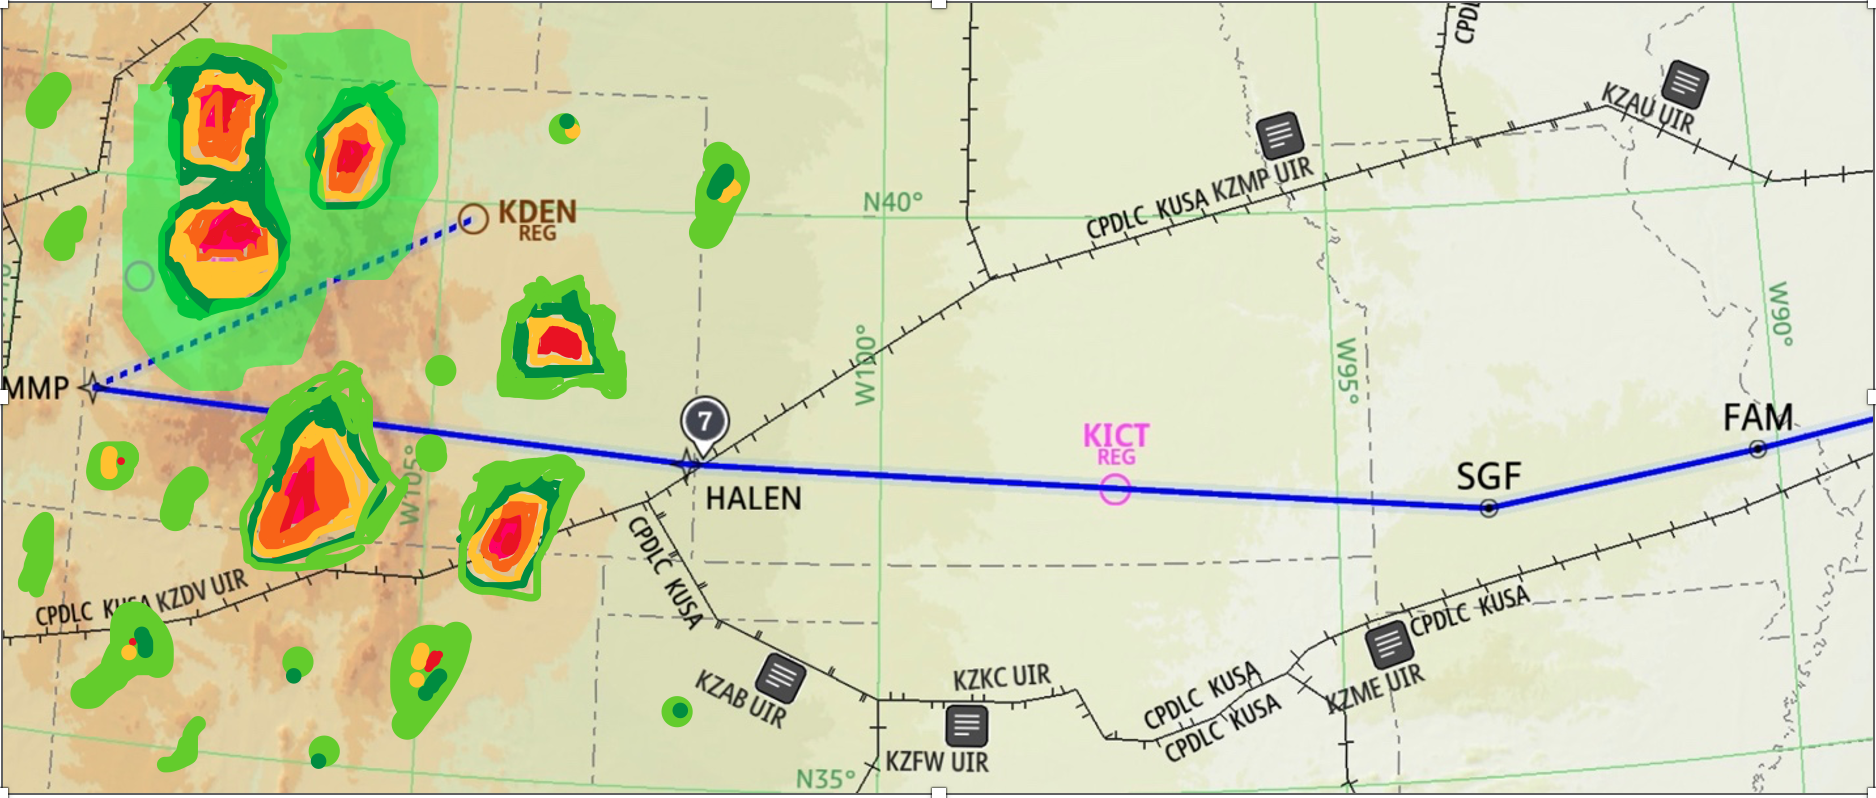 CPDL
KZAU UIR
CPDLC KUSA KZMP UIR
N40°
KDEN
REG
W90°
W100°
W95°
MMP
7
FAM
KICT
REG
SGF
HALEN
W105°
CPDLC KUSA
CPDLC KUSA KZDV UIR
CPDLC KUSA
KZAB UIR
KZKC UIR
CPDLC KUSA
CPDLC KUSA
KZME UIR
KZFW UIR
N35°